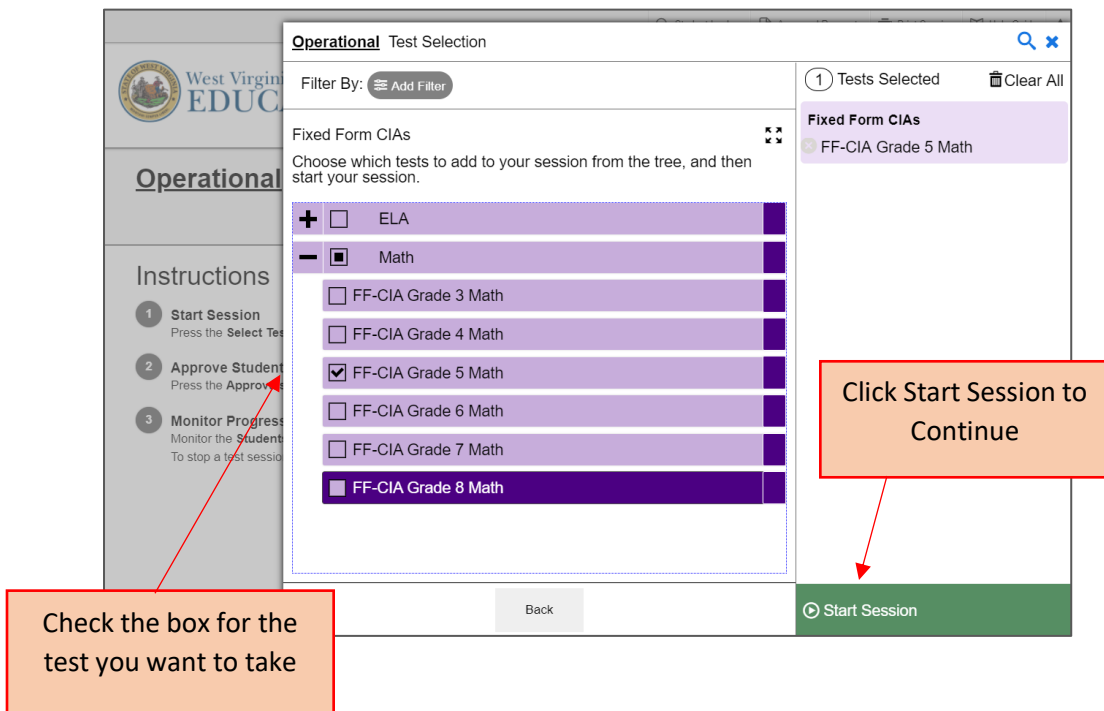 Operational Test Selection
Filter By: Add Filter
1 Tests Selected Clear All
Fixed Form CIAs
FF-CIA Grade 5 Math
Fixed Form CIAs
Choose which tests to add to your session from the tree, and then
start your session.
ELA
Math
FF-CIA Grade 3 Math
FF-CIA Grade 4 Math
FF-CIA Grade 5 Math
FF-CIA Grade 6 Math
FF-CIA Grade 7 Math
FF-CIA Grade 8 Math
Back
Start Session
West Virgini
EDUC
Operational
Instructions
1 Start Session
Press the Select Tes
2 Approve Student
Press the Approve
3 Monitor Progress
Monitor the Student
To stop a test sessio
Click Start Session to
Continue
Check the box for the
test you want to take